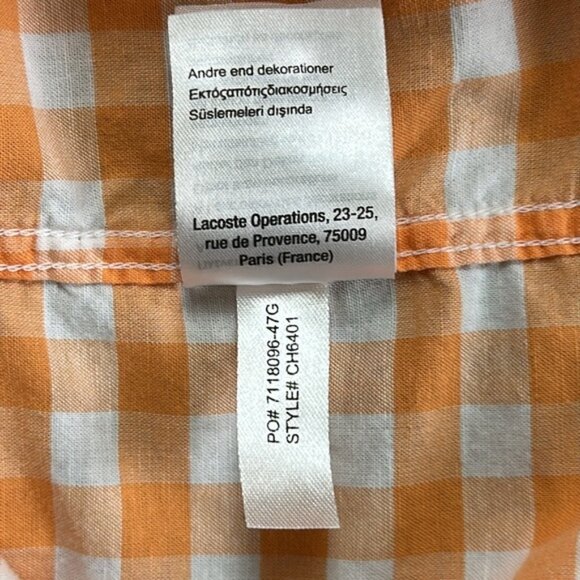 Andre end dekorationer
Εκτόςαπότιςδιακοσμήσεις
Süslemeleri dışında
Lacoste Operations, 23-25,
rue de Provence, 75009
Paris (France)
PO# 7118096-47G
STYLE# CH6401